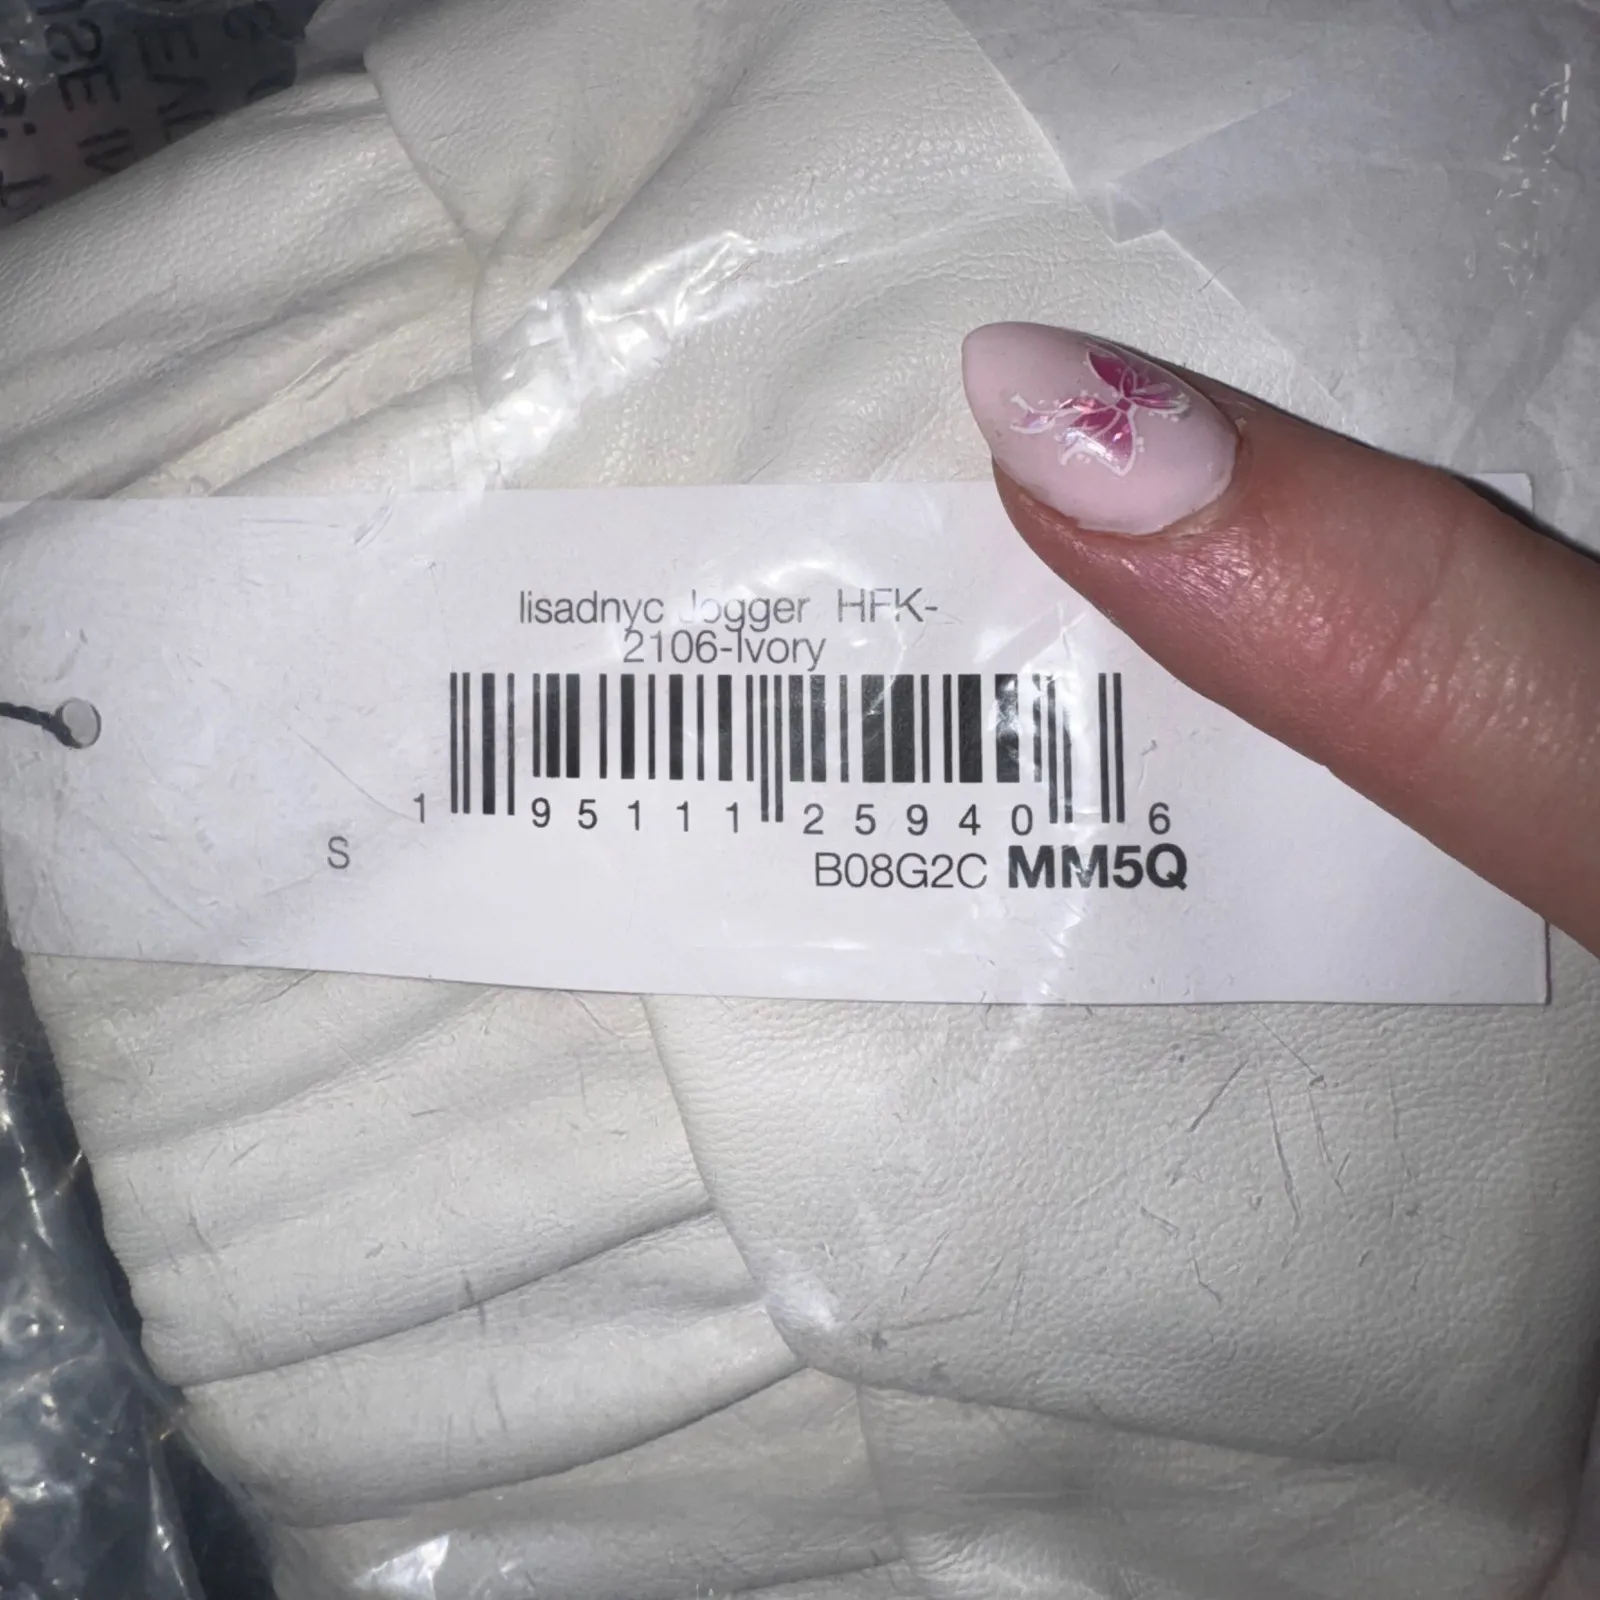 lisadnyc Jogger HFK-
2106-Ivory
1 95111 25940 6
S
B08G2C MM5Q